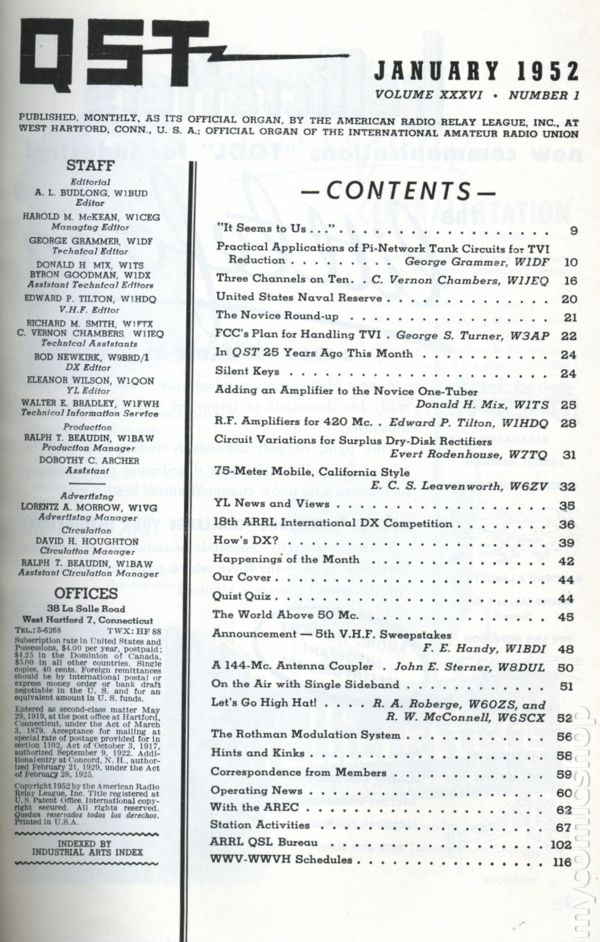 QST
JANUARY 1952
VOLUME XXXVI • NUMBER 1
PUBLISHED, MONTHLY, AS ITS OFFICIAL ORGAN, BY THE AMERICAN RADIO RELAY LEAGUE, INC., AT
WEST HARTFORD, CONN., U. S. A.; OFFICIAL ORGAN OF THE INTERNATIONAL AMATEUR RADIO UNION
STAFF
Editorial
A. L. BUDLONG, W1BUD
Editor
HAROLD M. McKEAN, W1CEG
Managing Editor
GEORGE GRAMMER, W1DF
Technical Editor
DONALD H MIX, W1TS
BYRON GOODMAN, W1DX
Assistant Technical Editors
EDWARD P. TILTON, W1HDQ
V.H.F. Editor
RICHARD M. SMITH, W1FTX
C. VERNON CHAMBERS, W1JEQ
Technical Assistants
ROD NEWKIRK, W9BRD/1
DX Editor
ELEANOR WILSON, W1QON
YL Editor
WALTER E. BRADLEY, W1FWH
Technical Information Service
Production
RALPH T. BEAUDIN, W1BAW
Production Manager
DOROTHY C. ARCHER
Assistant
Advertising
LORENTZ A. MORROW, W1VG
Advertising Manager
Circulation
DAVID H. HOUGHTON
Circulation Manager
RALPH T. BEAUDIN, W1BAW
Assistant Circulation Manager
OFFICES
38 La Salle Road
West Hartford 7, Connecticut
TEL.: 3-6268 TWX: HF 88
Subscription rate in United States and
Possessions, $4.00 per year, postpaid;
$4.25 in the Dominion of Canada,
$5.00 in all other countries. Single
copies, 40 cents. Foreign remittances
should be by international postal or
express money order or bank draft
negotiable in the U. S. and for an
equivalent amount in U. S. funds.
Entered as second-class matter May
29, 1919, at the post office at Hartford,
Connecticut, under the Act of March
3, 1879. Acceptance for mailing at
special rate of postage provided for in
section 1102, Act of October 3, 1917,
authorized September 9, 1922. Addi-
tional entry at Concord, N. H., author-
ized February 21, 1929, under the Act
of February 28, 1925.
Copyright 1952 by the American Radio
Relay League, Inc. Title registered at
U. S. Patent Office. International copy-
right secured. All rights reserved.
Quedan reservados todos los derechos.
Printed in U.S.A.
INDEXED BY
INDUSTRIAL ARTS INDEX
— CONTENTS —
"It Seems to Us . . ." . . . . . . . . . . . . . . . . 9
Practical Applications of Pi-Network Tank Circuits for TVI
Reduction . . . . . . . . . George Grammer, W1DF 10
Three Channels on Ten. . C. Vernon Chambers, W1JEQ 16
United States Naval Reserve . . . . . . . . . . . . . . 20
The Novice Round-up . . . . . . . . . . . . . . . . 21
FCC's Plan for Handling TVI . George S. Turner, W3AP 22
In QST 25 Years Ago This Month . . . . . . . . . . . 24
Silent Keys . . . . . . . . . . . . . . . . . . . . 24
Adding an Amplifier to the Novice One-Tuber
Donald H. Mix, W1TS 25
R.F. Amplifiers for 420 Mc. . Edward P. Tilton, W1HDQ 28
Circuit Variations for Surplus Dry-Disk Rectifiers
Evert Rodenhouse, W7TQ 31
75-Meter Mobile, California Style
E. C. S. Leavenworth, W6ZV 32
YL News and Views . . . . . . . . . . . . . . . . 35
18th ARRL International DX Competition . . . . . . . . 36
How's DX? . . . . . . . . . . . . . . . . . . . . 39
Happenings of the Month . . . . . . . . . . . . . . 42
Our Cover . . . . . . . . . . . . . . . . . . . . 44
Quist Quiz . . . . . . . . . . . . . . . . . . . . 44
The World Above 50 Mc. . . . . . . . . . . . . . . . 45
Announcement — 5th V.H.F. Sweepstakes
F. E. Handy, W1BDI 48
A 144-Mc. Antenna Coupler . John E. Sterner, W8DUL 50
On the Air with Single Sideband . . . . . . . . . . . . 51
Let's Go High Hat! . . . . R. A. Roberge, W6OZS, and
R. W. McConnell, W6SCX 52
The Rothman Modulation System . . . . . . . . . . . . 56
Hints and Kinks . . . . . . . . . . . . . . . . . . 58
Correspondence from Members . . . . . . . . . . . . . 59
Operating News . . . . . . . . . . . . . . . . . . 60
With the AREC . . . . . . . . . . . . . . . . . . . 62
Station Activities . . . . . . . . . . . . . . . . . . 67
ARRL QSL Bureau . . . . . . . . . . . . . . . . . . 102
WWV-WWVH Schedules . . . . . . . . . . . . . . . . 116
mycomicshop